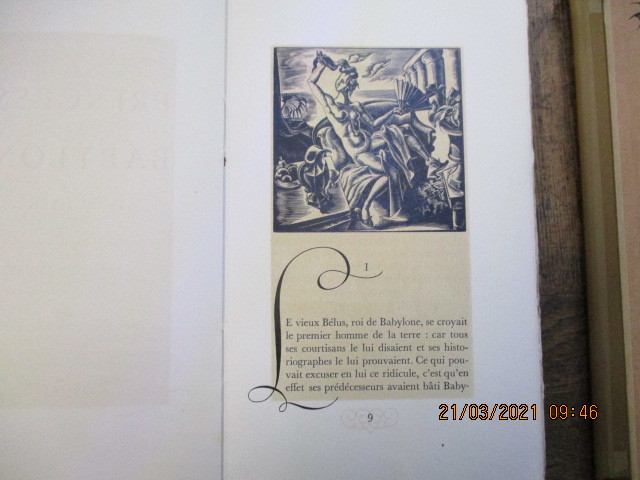 I
LE vieux Bélus, roi de Babylone, se croyait
le premier homme de la terre : car tous
ses courtisans le lui disaient et ses histo-
riographes le lui prouvaient. Ce qui pou-
vait excuser en lui ce ridicule, c'est qu'en
effet ses prédécesseurs avaient bâti Baby-
9
21/03/2021 09:46